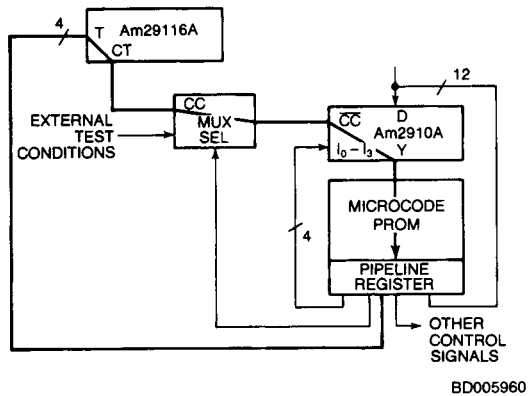 4
T Am29116A
CT
CC
MUX
SEL
EXTERNAL
TEST
CONDITIONS
12
D
CC
Am2910A
I0 – I3 Y
4
MICROCODE
PROM
PIPELINE
REGISTER
OTHER
CONTROL
SIGNALS
BD005960